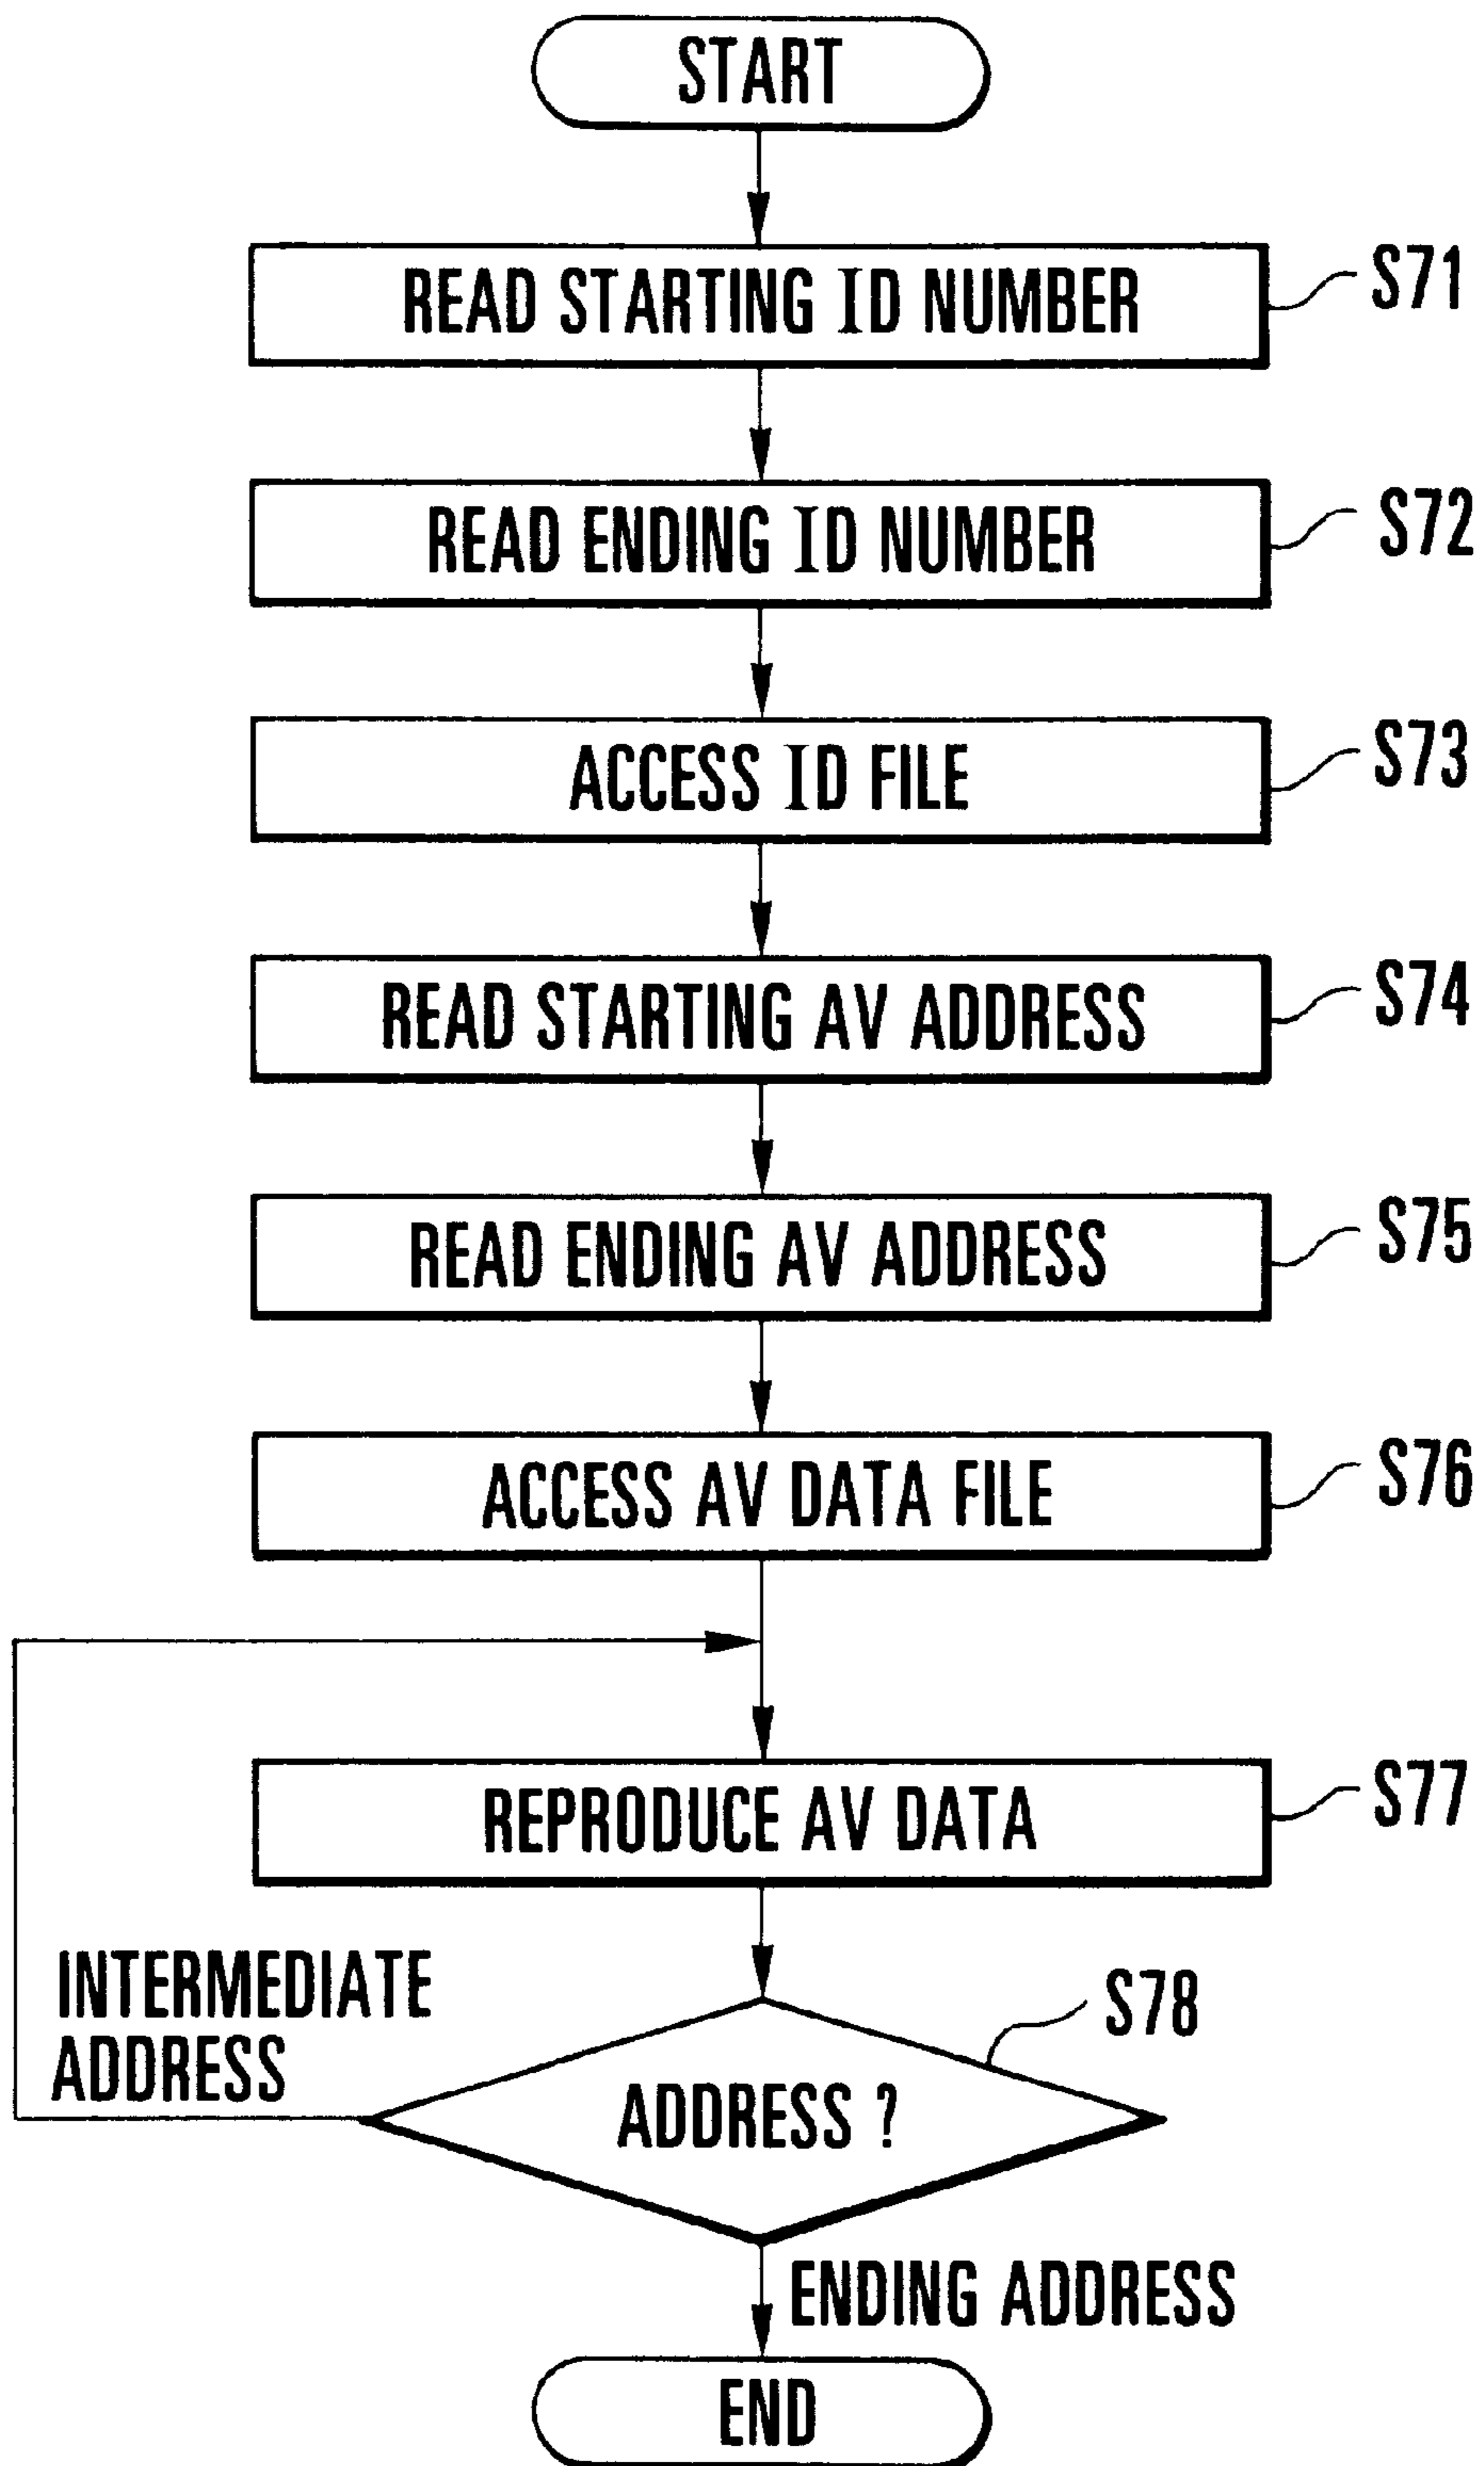 START
READ STARTING ID NUMBER
S71
READ ENDING ID NUMBER
S72
ACCESS ID FILE
S73
READ STARTING AV ADDRESS
S74
READ ENDING AV ADDRESS
S75
ACCESS AV DATA FILE
S76
REPRODUCE AV DATA
S77
INTERMEDIATE
ADDRESS
S78
ADDRESS ?
ENDING ADDRESS
END